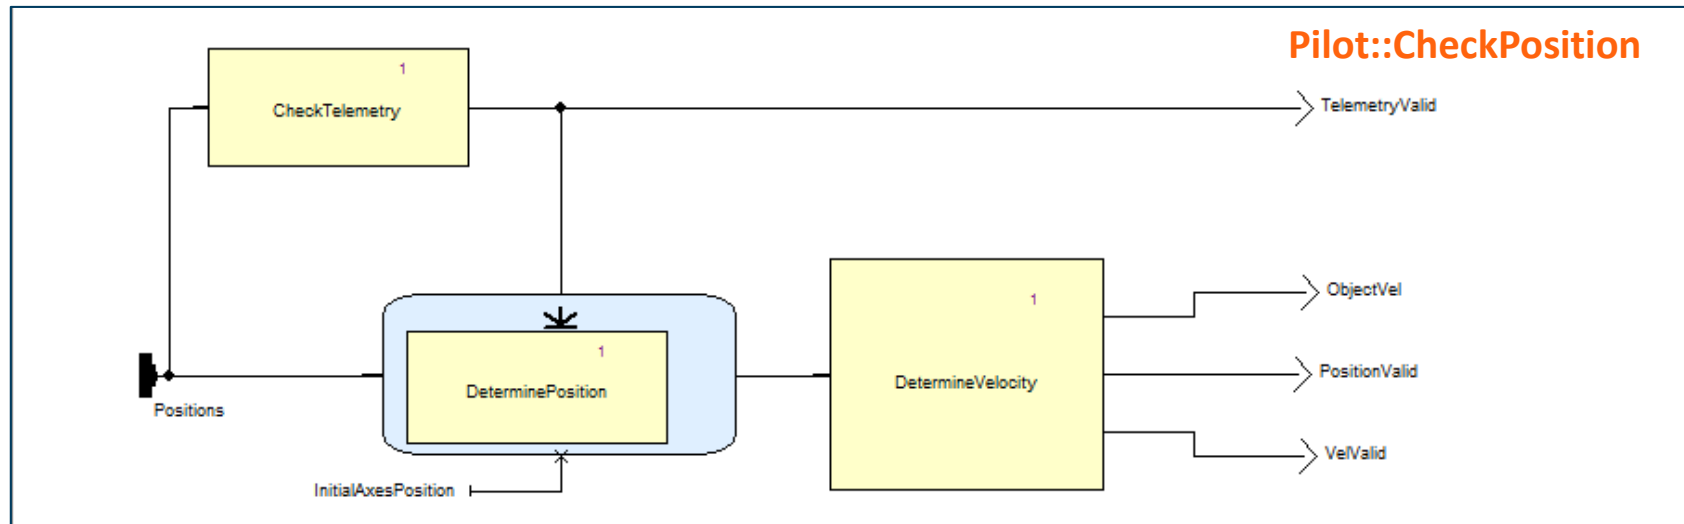 Pilot::CheckPosition
1
CheckTelemetry
TelemetryValid
1
DeterminePosition
1
DetermineVelocity
ObjectVel
PositionValid
VelValid
Positions
InitialAxesPosition